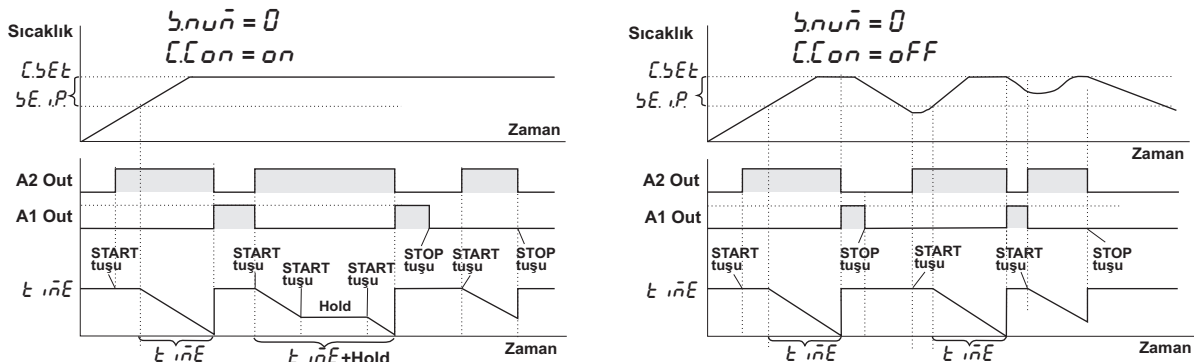 S.num = 0
C.Con = on
Sıcaklık
C.SEt
SE.iP.
Zaman
A2 Out
A1 Out
START tuşu
START tuşu
START tuşu
START tuşu
STOP tuşu
START tuşu
STOP tuşu
timE
Hold
timE
timE+Hold
Zaman
S.num = 0
C.Con = oFF
Sıcaklık
C.SEt
SE.iP.
Zaman
A2 Out
A1 Out
START tuşu
STOP tuşu
START tuşu
START tuşu
STOP tuşu
timE
timE
timE
Zaman